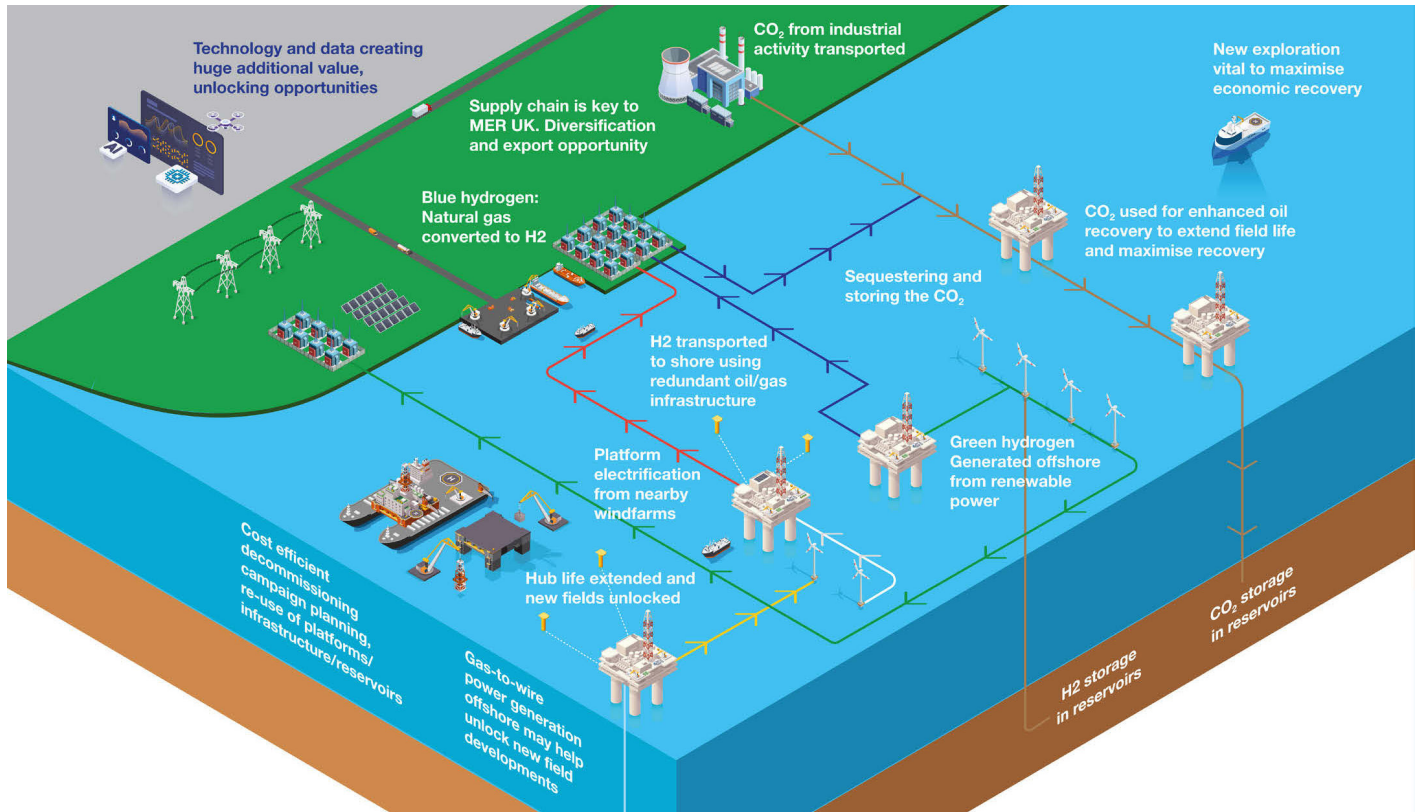 Technology and data creating
huge additional value,
unlocking opportunities
AI
CO₂ from industrial
activity transported
New exploration
vital to maximise
economic recovery
Supply chain is key to
MER UK. Diversification
and export opportunity
Blue hydrogen:
Natural gas
converted to H2
CO₂ used for enhanced oil
recovery to extend field life
and maximise recovery
Sequestering and
storing the CO₂
H2 transported
to shore using
redundant oil/gas
infrastructure
Platform
electrification
from nearby
windfarms
Green hydrogen
Generated offshore
from renewable
power
H
Hub life extended and
new fields unlocked
Cost efficient
decommissioning
campaign planning,
re-use of platforms/
infrastructure/reservoirs
Gas-to-wire
power generation
offshore may help
unlock new field
developments
CO₂ storage
in reservoirs
H2 storage
in reservoirs